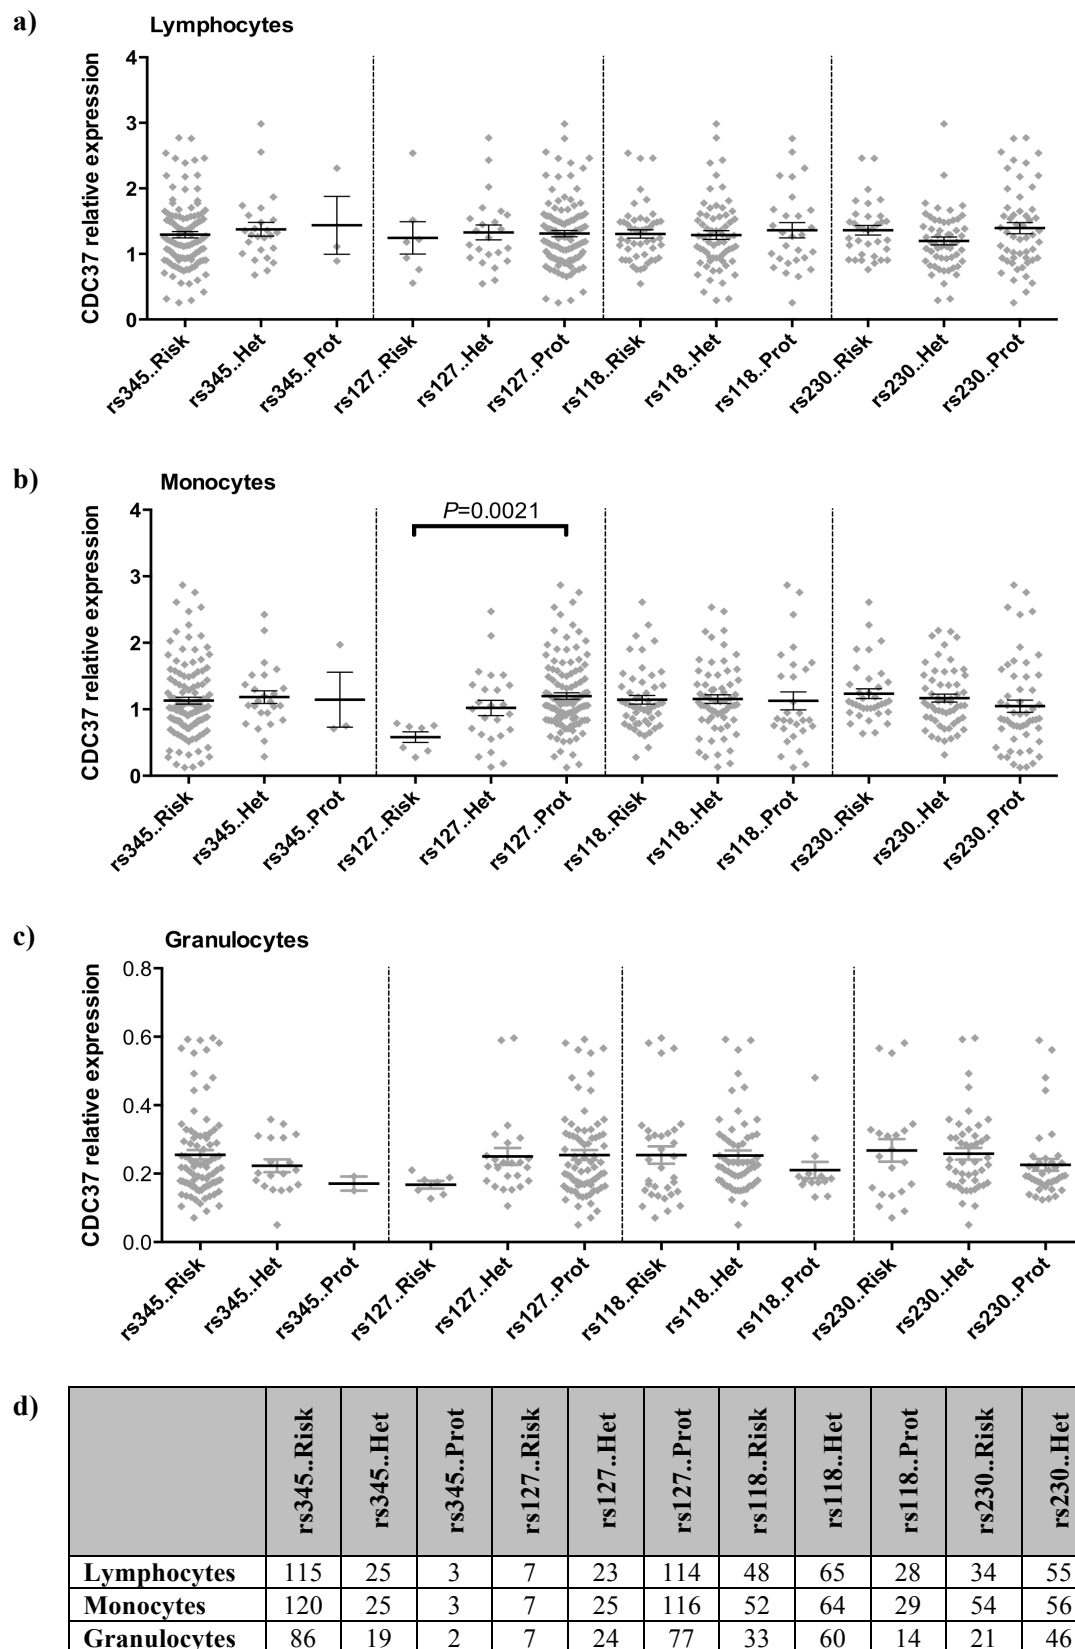 a)
Lymphocytes
CDC37 relative expression
4
3
2
1
0
rs345..Risk
rs345..Het
rs345..Prot
rs127..Risk
rs127..Het
rs127..Prot
rs118..Risk
rs118..Het
rs118..Prot
rs230..Risk
rs230..Het
rs230..Prot
b)
Monocytes
P=0.0021
CDC37 relative expression
4
3
2
1
0
rs345..Risk
rs345..Het
rs345..Prot
rs127..Risk
rs127..Het
rs127..Prot
rs118..Risk
rs118..Het
rs118..Prot
rs230..Risk
rs230..Het
rs230..Prot
c)
Granulocytes
CDC37 relative expression
0.8
0.6
0.4
0.2
0.0
rs345..Risk
rs345..Het
rs345..Prot
rs127..Risk
rs127..Het
rs127..Prot
rs118..Risk
rs118..Het
rs118..Prot
rs230..Risk
rs230..Het
rs230..Prot
d)
rs345..Risk rs345..Het rs345..Prot rs127..Risk rs127..Het rs127..Prot rs118..Risk rs118..Het rs118..Prot rs230..Risk rs230..Het
Lymphocytes 115 25 3 7 23 114 48 65 28 34 55
Monocytes 120 25 3 7 25 116 52 64 29 54 56
Granulocytes 86 19 2 7 24 77 33 60 14 21 46